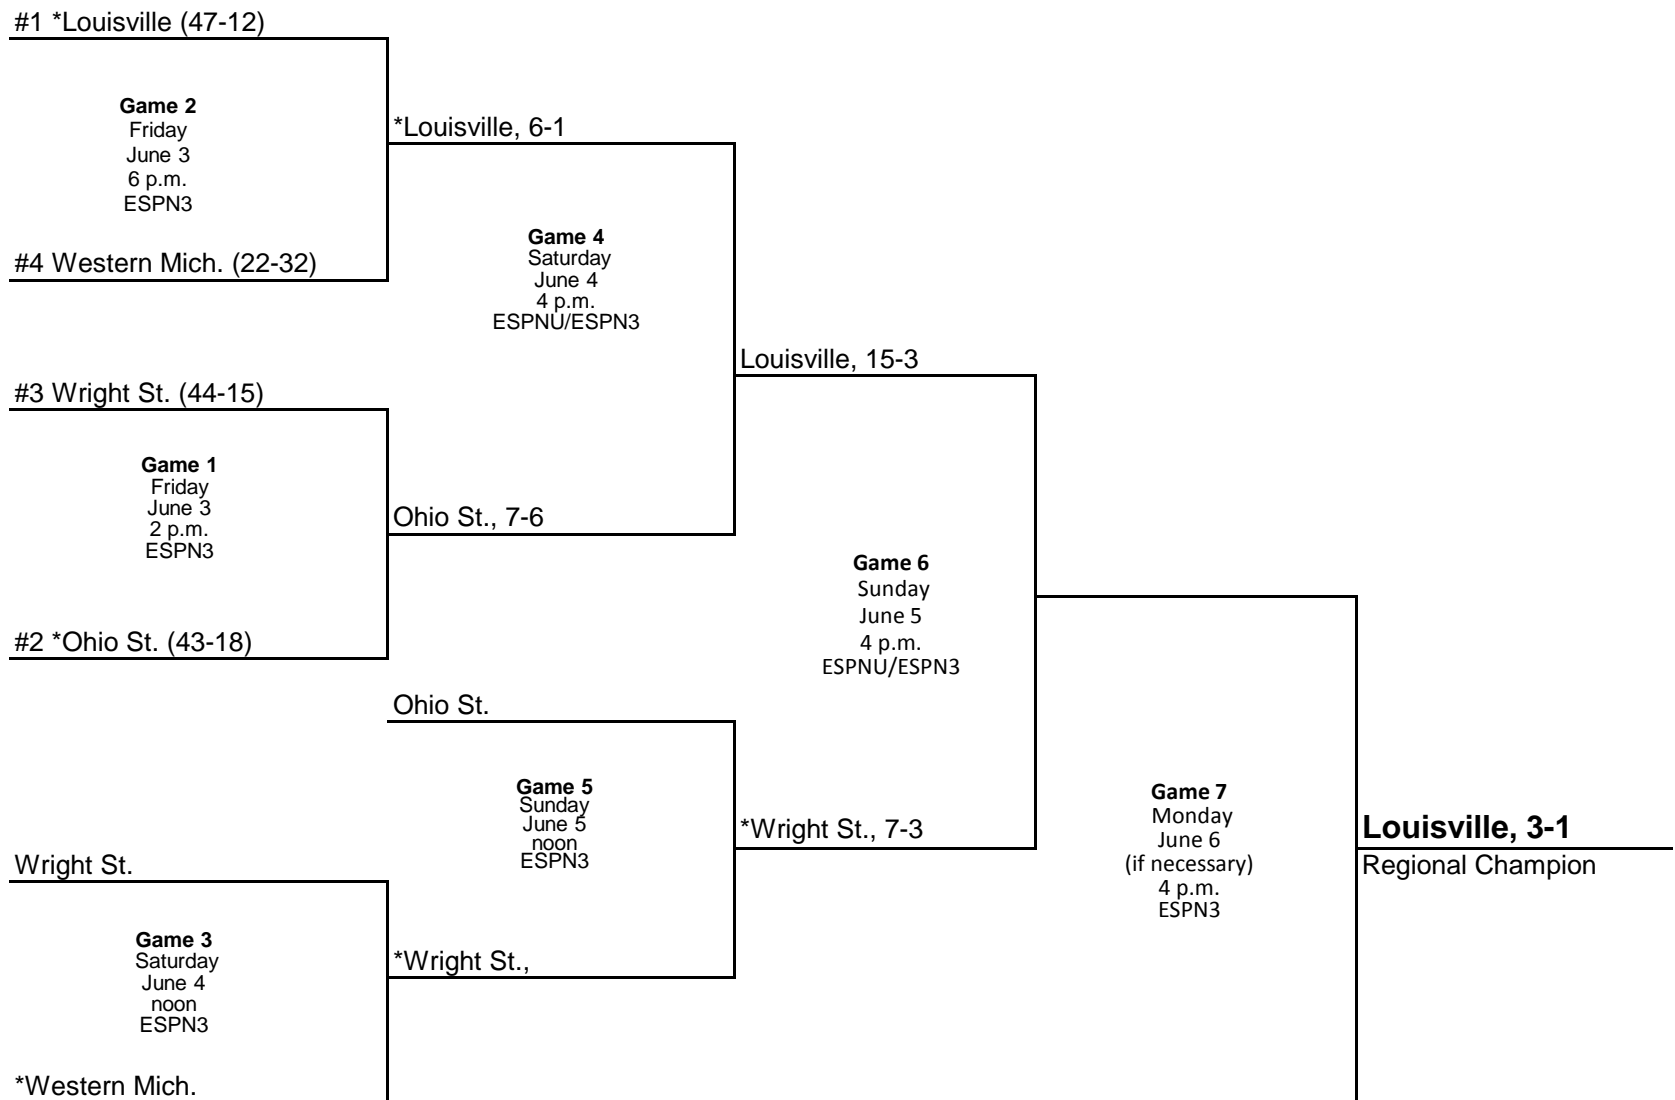 #1 *Louisville (47-12)
Game 2
Friday
June 3
6 p.m.
ESPN3
#4 Western Mich. (22-32)
*Louisville, 6-1
Game 4
Saturday
June 4
4 p.m.
ESPNU/ESPN3
#3 Wright St. (44-15)
Game 1
Friday
June 3
2 p.m.
ESPN3
#2 *Ohio St. (43-18)
Ohio St., 7-6
Louisville, 15-3
Game 6
Sunday
June 5
4 p.m.
ESPNU/ESPN3
Ohio St.
Game 5
Sunday
June 5
noon
ESPN3
*Wright St., 7-3
Wright St.
Game 3
Saturday
June 4
noon
ESPN3
*Western Mich.
*Wright St.,
Game 7
Monday
June 6
(if necessary)
4 p.m.
ESPN3
Louisville, 3-1
Regional Champion